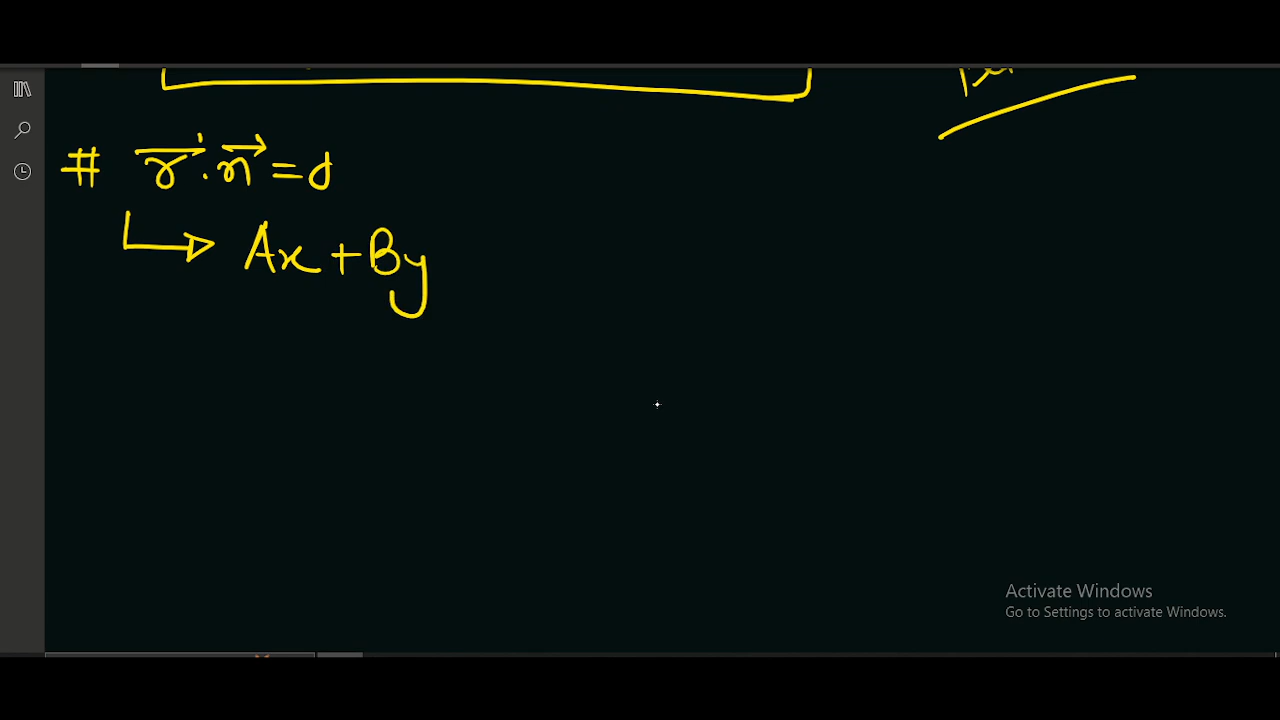 # r⃗ . n⃗ = d
Ax + By
Activate Windows
Go to Settings to activate Windows.